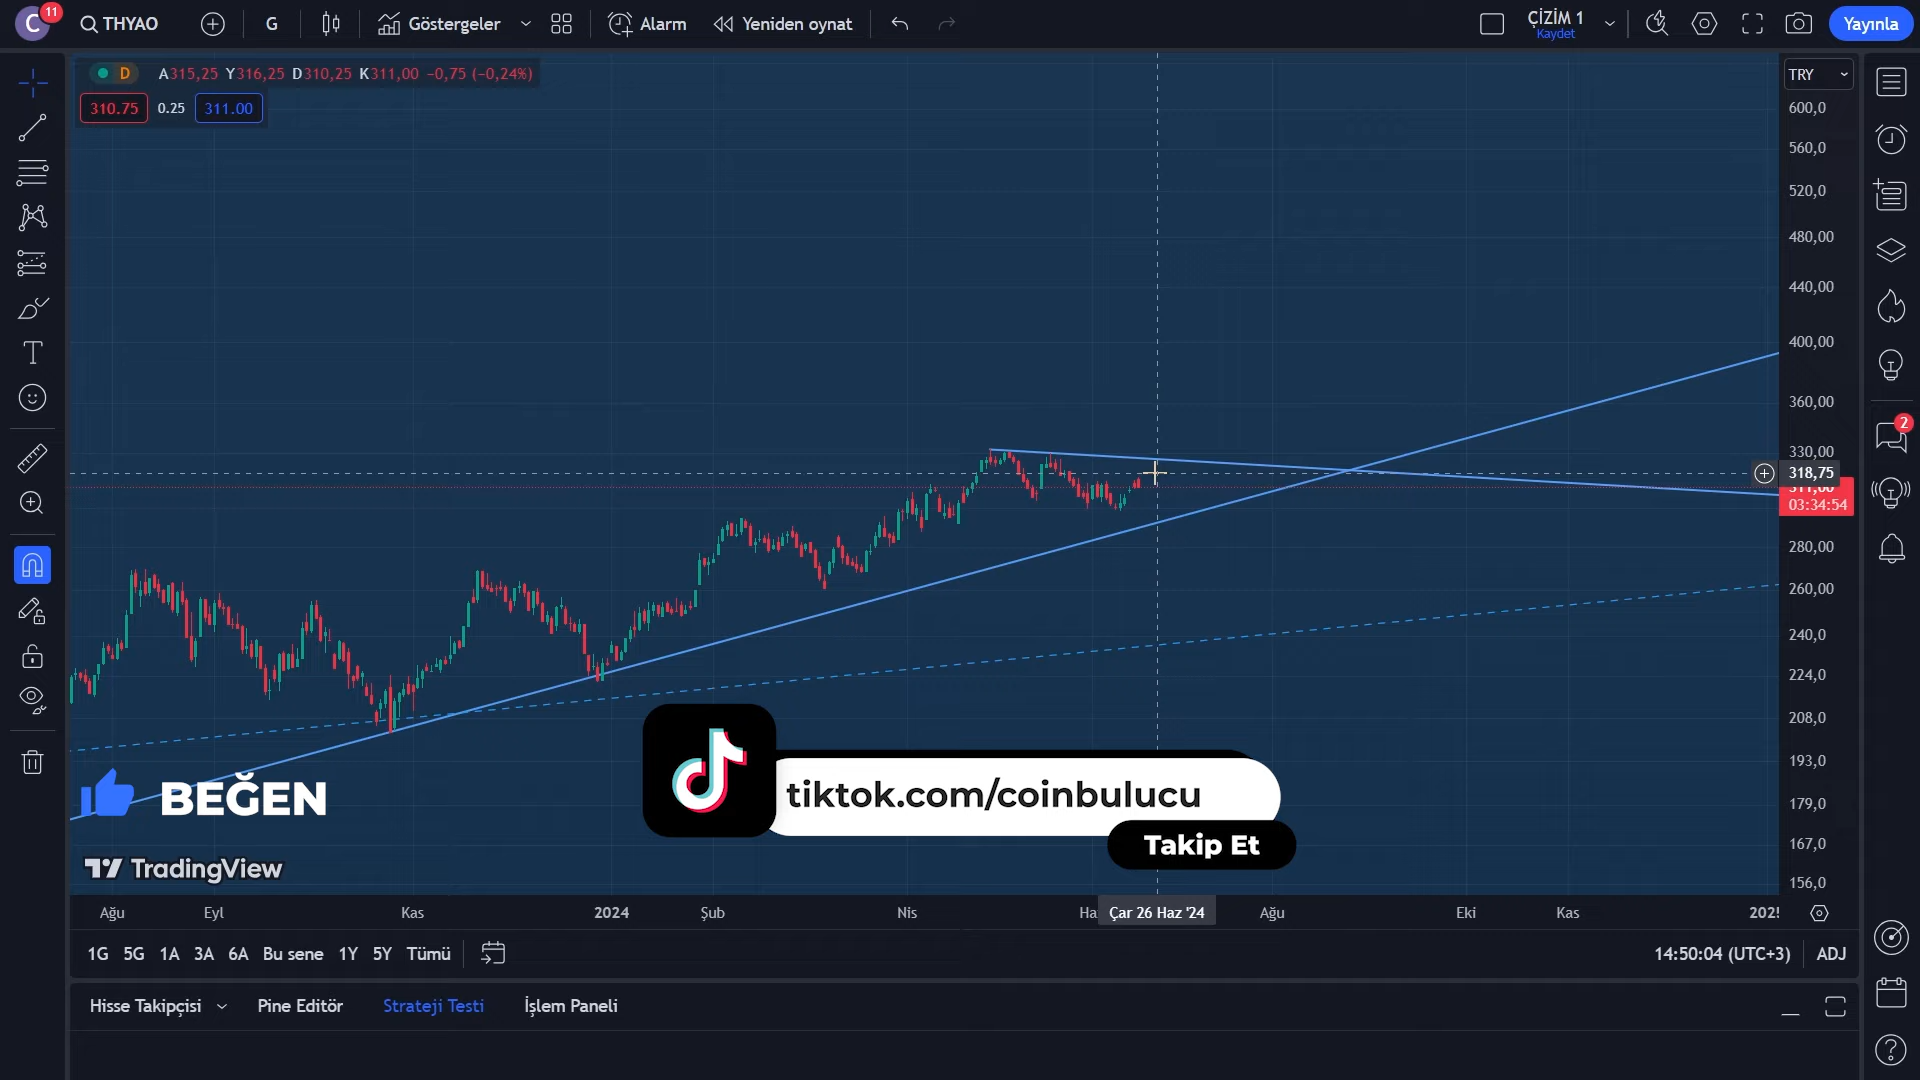 C
11
THYAO
G
Göstergeler
Alarm
Yeniden oynat
ÇİZİM 1
Kaydet
Yayınla
D
A315,25 Y316,25 D310,25 K311,00 −0,75 (−0,24%)
310.75
0.25
311.00
TRY
600,0
560,0
520,0
480,00
440,00
400,00
360,00
330,00
318,75
311,00
03:34:54
280,00
260,00
240,0
224,0
208,0
193,0
179,0
167,0
156,0
2
BEĞEN
tiktok.com/coinbulucu
Takip Et
TradingView
Ağu
Eyl
Kas
2024
Şub
Nis
Ha
Çar 26 Haz '24
Ağu
Eki
Kas
2025
1G 5G 1A 3A 6A Bu sene 1Y 5Y Tümü
14:50:04 (UTC+3)
ADJ
Hisse Takipçisi
Pine Editör
Strateji Testi
İşlem Paneli